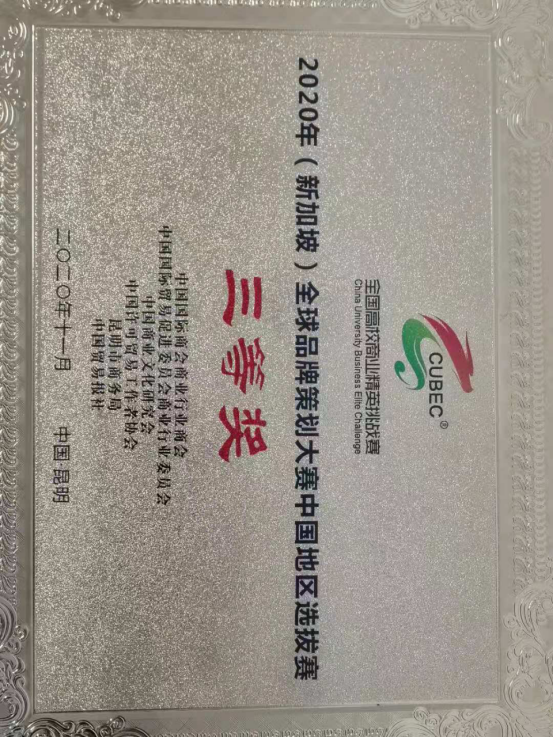 CUBEC®
全国高校商业精英挑战赛
China University Business Elite Challenge
2020年（新加坡）全球品牌策划大赛中国地区选拔赛
三等奖
中国国际商会商业行业商会
中国国际贸易促进委员会商业行业委员会
中国商业文化研究会
中国许可贸易工作者协会
昆明市商务局
中国贸易报社
二〇二〇年十一月 中国·昆明